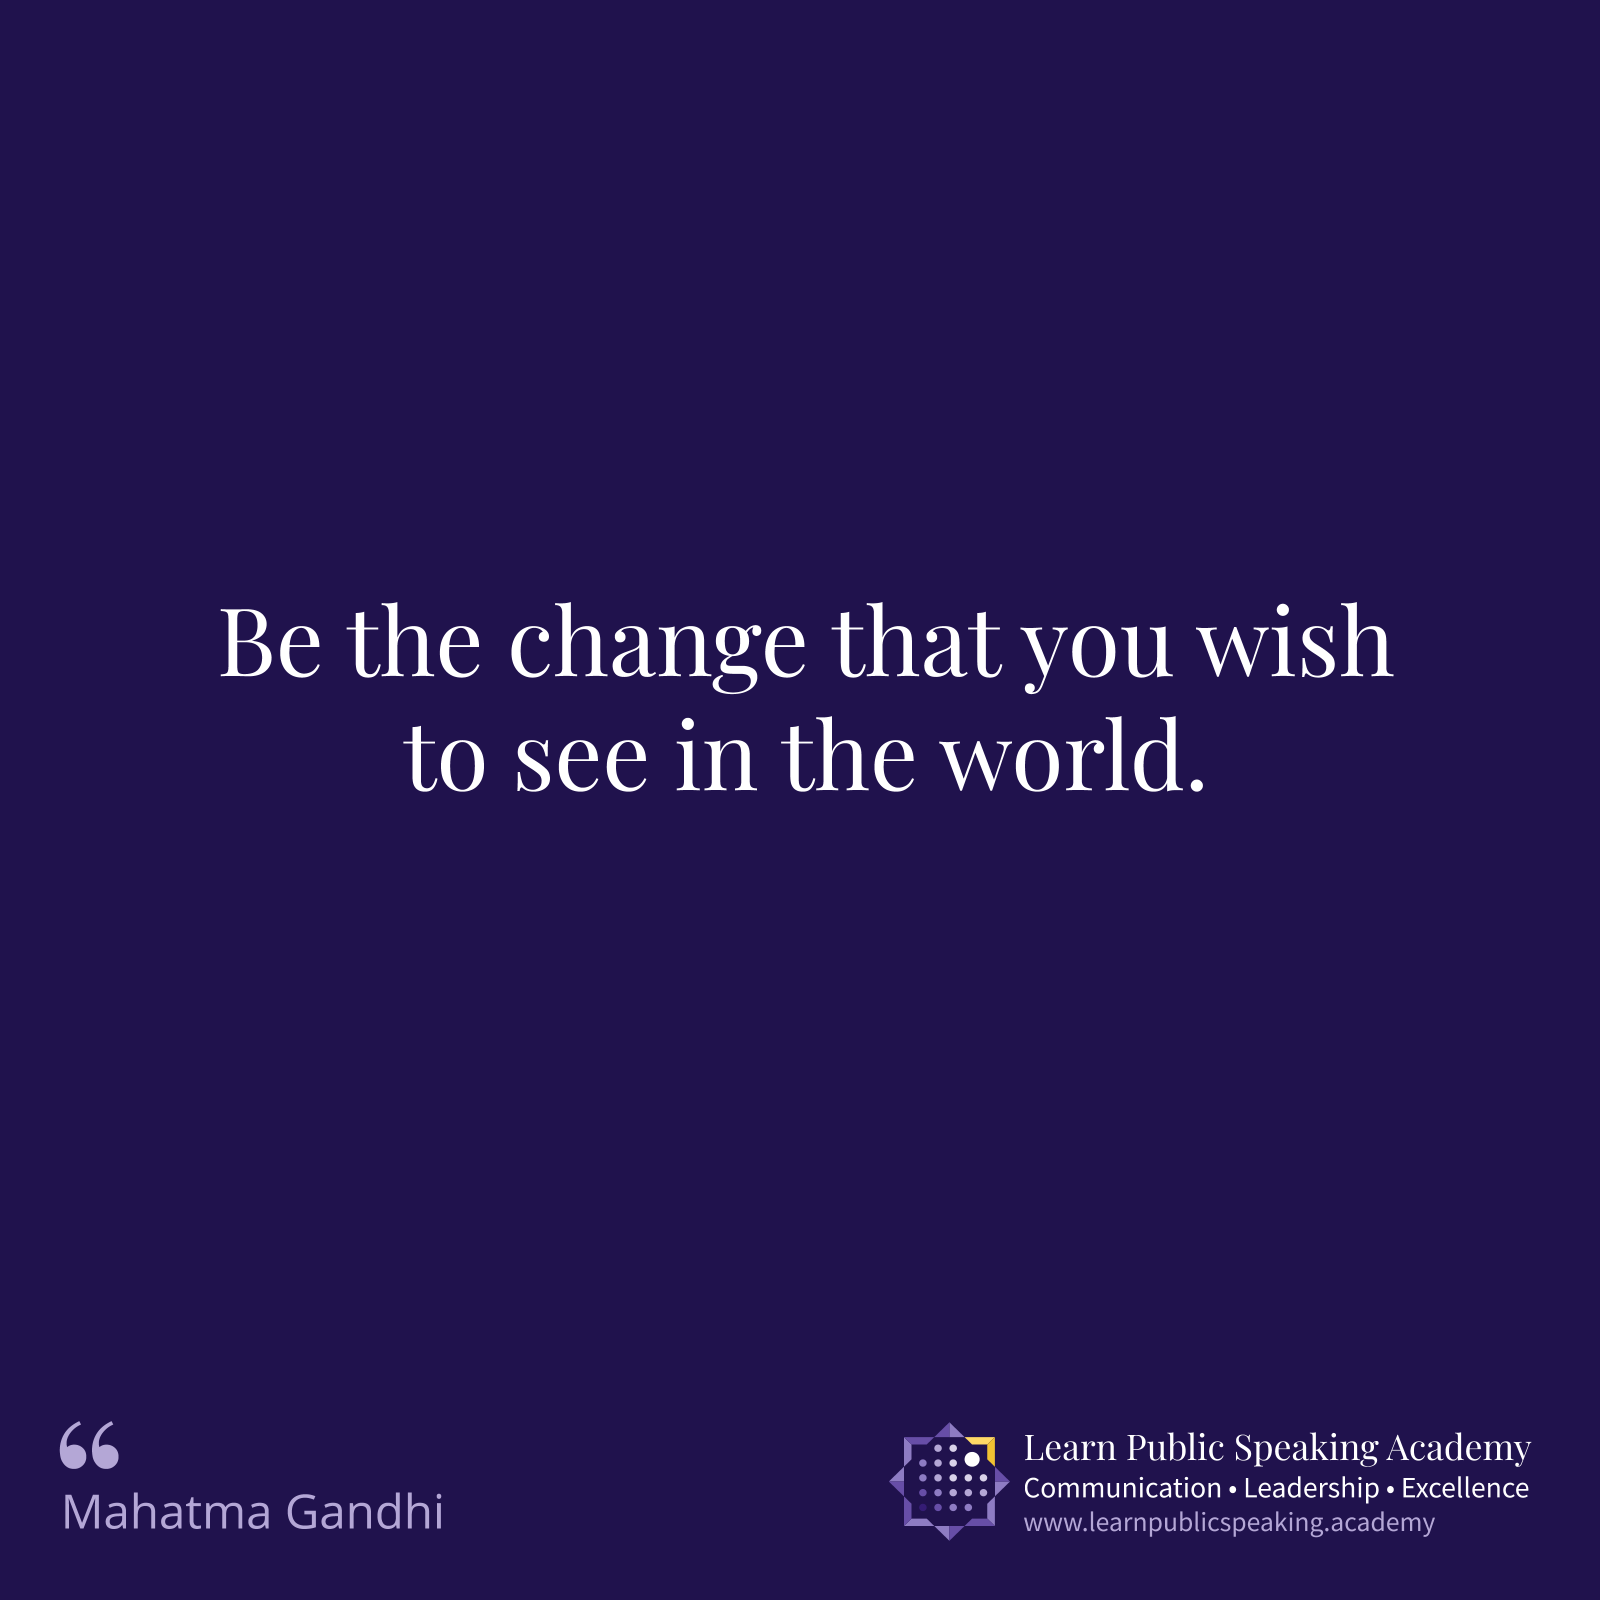 Be the change that you wish
to see in the world.
“
Mahatma Gandhi
Learn Public Speaking Academy
Communication • Leadership • Excellence
www.learnpublicspeaking.academy